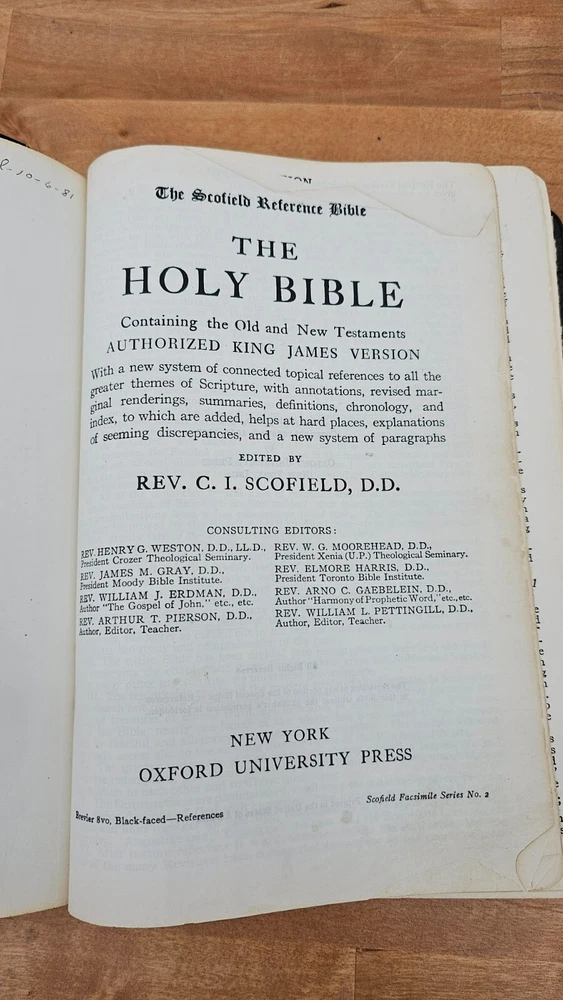 10-6-81
The Scofield Reference Bible
THE
HOLY BIBLE
Containing the Old and New Testaments
AUTHORIZED KING JAMES VERSION
With a new system of connected topical references to all the
greater themes of Scripture, with annotations, revised mar-
ginal renderings, summaries, definitions, chronology, and
index, to which are added, helps at hard places, explanations
of seeming discrepancies, and a new system of paragraphs
EDITED BY
REV. C. I. SCOFIELD, D.D.
CONSULTING EDITORS:
REV. HENRY G. WESTON, D.D., LL.D.,
President Crozer Theological Seminary.
REV. JAMES M. GRAY, D.D.,
President Moody Bible Institute.
REV. WILLIAM J. ERDMAN, D.D.,
Author "The Gospel of John," etc., etc.
REV. ARTHUR T. PIERSON, D.D.,
Author, Editor, Teacher.
REV. W. G. MOOREHEAD, D.D.,
President Xenia (U.P.) Theological Seminary.
REV. ELMORE HARRIS, D.D.,
President Toronto Bible Institute.
REV. ARNO C. GAEBELEIN, D.D.,
Author "Harmony of Prophetic Word," etc., etc.
REV. WILLIAM L. PETTINGILL, D.D.,
Author, Editor, Teacher.
NEW YORK
OXFORD UNIVERSITY PRESS
Scofield Facsimile Series No. 2
Brevier 8vo, Black-faced—References